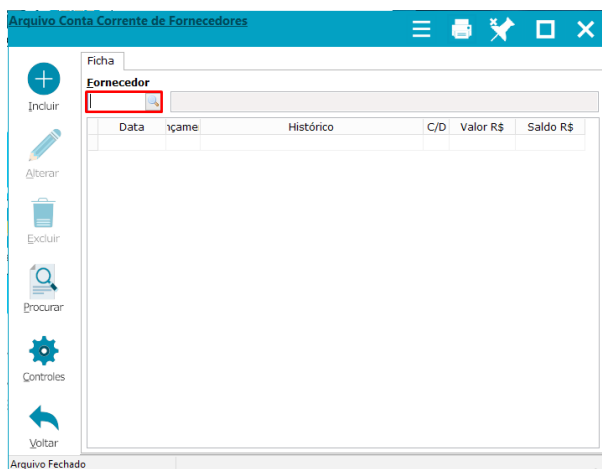 Arquivo Conta Corrente de Fornecedores
Ficha
Fornecedor
Incluir
Data nçame Histórico C/D Valor R$ Saldo R$
Alterar
Excluir
Procurar
Controles
Voltar
Arquivo Fechado